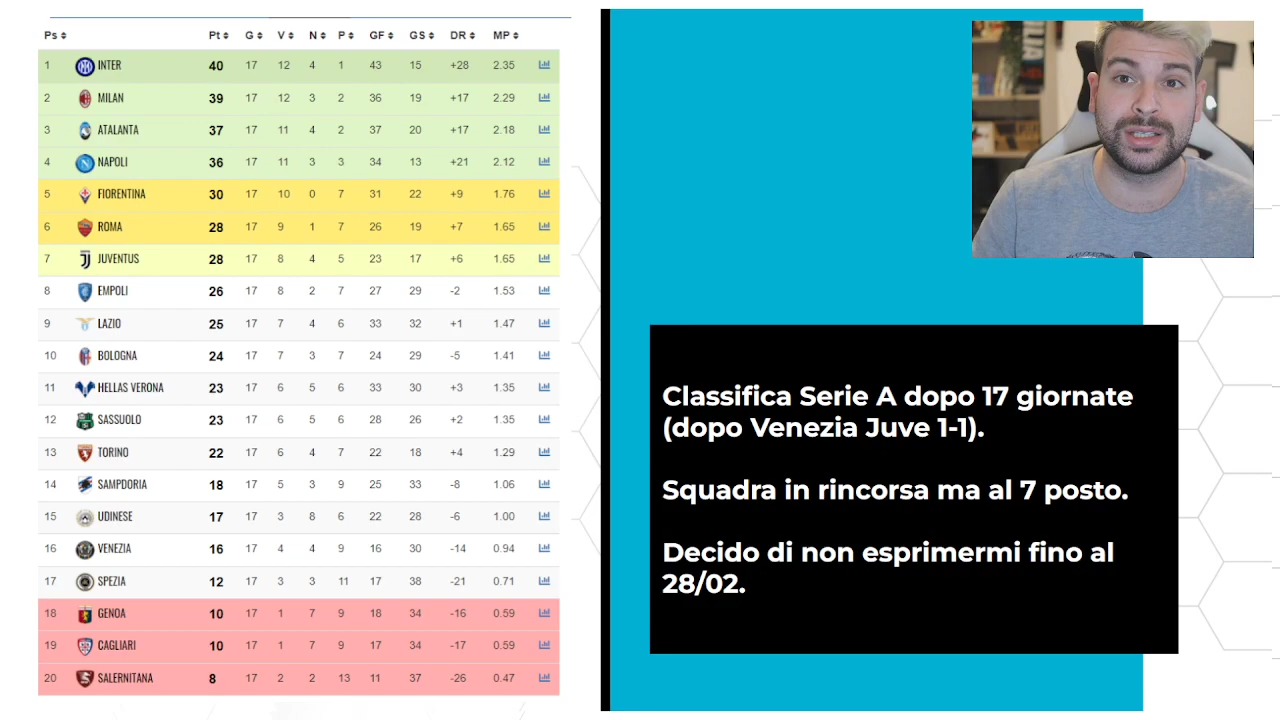 Ps Pt G V N P GF GS DR MP
1 INTER 40 17 12 4 1 43 15 +28 2.35
2 MILAN 39 17 12 3 2 36 19 +17 2.29
3 ATALANTA 37 17 11 4 2 37 20 +17 2.18
4 NAPOLI 36 17 11 3 3 34 13 +21 2.12
5 FIORENTINA 30 17 10 0 7 31 22 +9 1.76
6 ROMA 28 17 9 1 7 26 19 +7 1.65
7 JUVENTUS 28 17 8 4 5 23 17 +6 1.65
8 EMPOLI 26 17 8 2 7 27 29 -2 1.53
9 LAZIO 25 17 7 4 6 33 32 +1 1.47
10 BOLOGNA 24 17 7 3 7 24 29 -5 1.41
11 HELLAS VERONA 23 17 6 5 6 33 30 +3 1.35
12 SASSUOLO 23 17 6 5 6 28 26 +2 1.35
13 TORINO 22 17 6 4 7 22 18 +4 1.29
14 SAMPDORIA 18 17 5 3 9 25 33 -8 1.06
15 UDINESE 17 17 3 8 6 22 28 -6 1.00
16 VENEZIA 16 17 4 4 9 16 30 -14 0.94
17 SPEZIA 12 17 3 3 11 17 38 -21 0.71
18 GENOA 10 17 1 7 9 18 34 -16 0.59
19 CAGLIARI 10 17 1 7 9 17 34 -17 0.59
20 SALERNITANA 8 17 2 2 13 11 37 -26 0.47
Classifica Serie A dopo 17 giornate
(dopo Venezia Juve 1-1).
Squadra in rincorsa ma al 7 posto.
Decido di non esprimermi fino al
28/02.